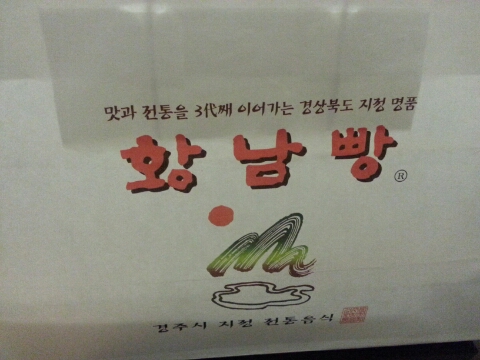 맛과 전통을 3代째 이어가는 경상북도 지정 명품
황남빵®
경주시 지정 전통음식